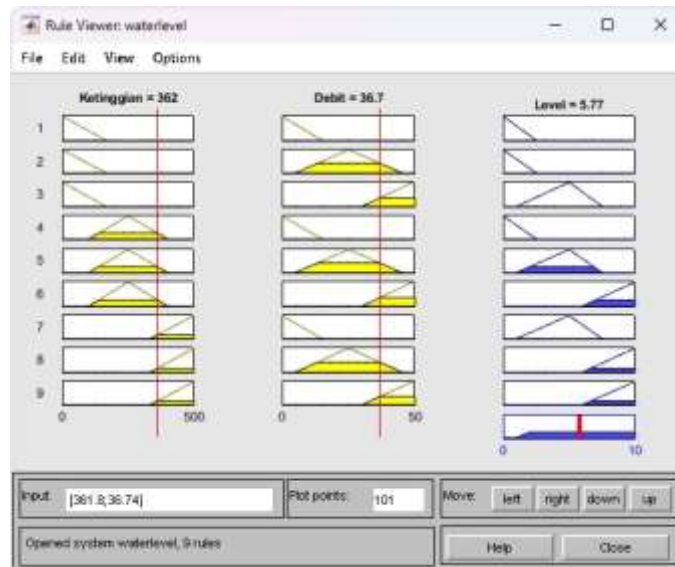 Rule Viewer: waterlevel
File Edit View Options
Ketinggian = 362 Debit = 36.7 Level = 5.77
1
2
3
4
5
6
7
8
9
0 500 0 50
0 10
Input: [361.8;36.74] Plot points: 101 Move: left right down up
Opened system waterlevel, 9 rules Help Close